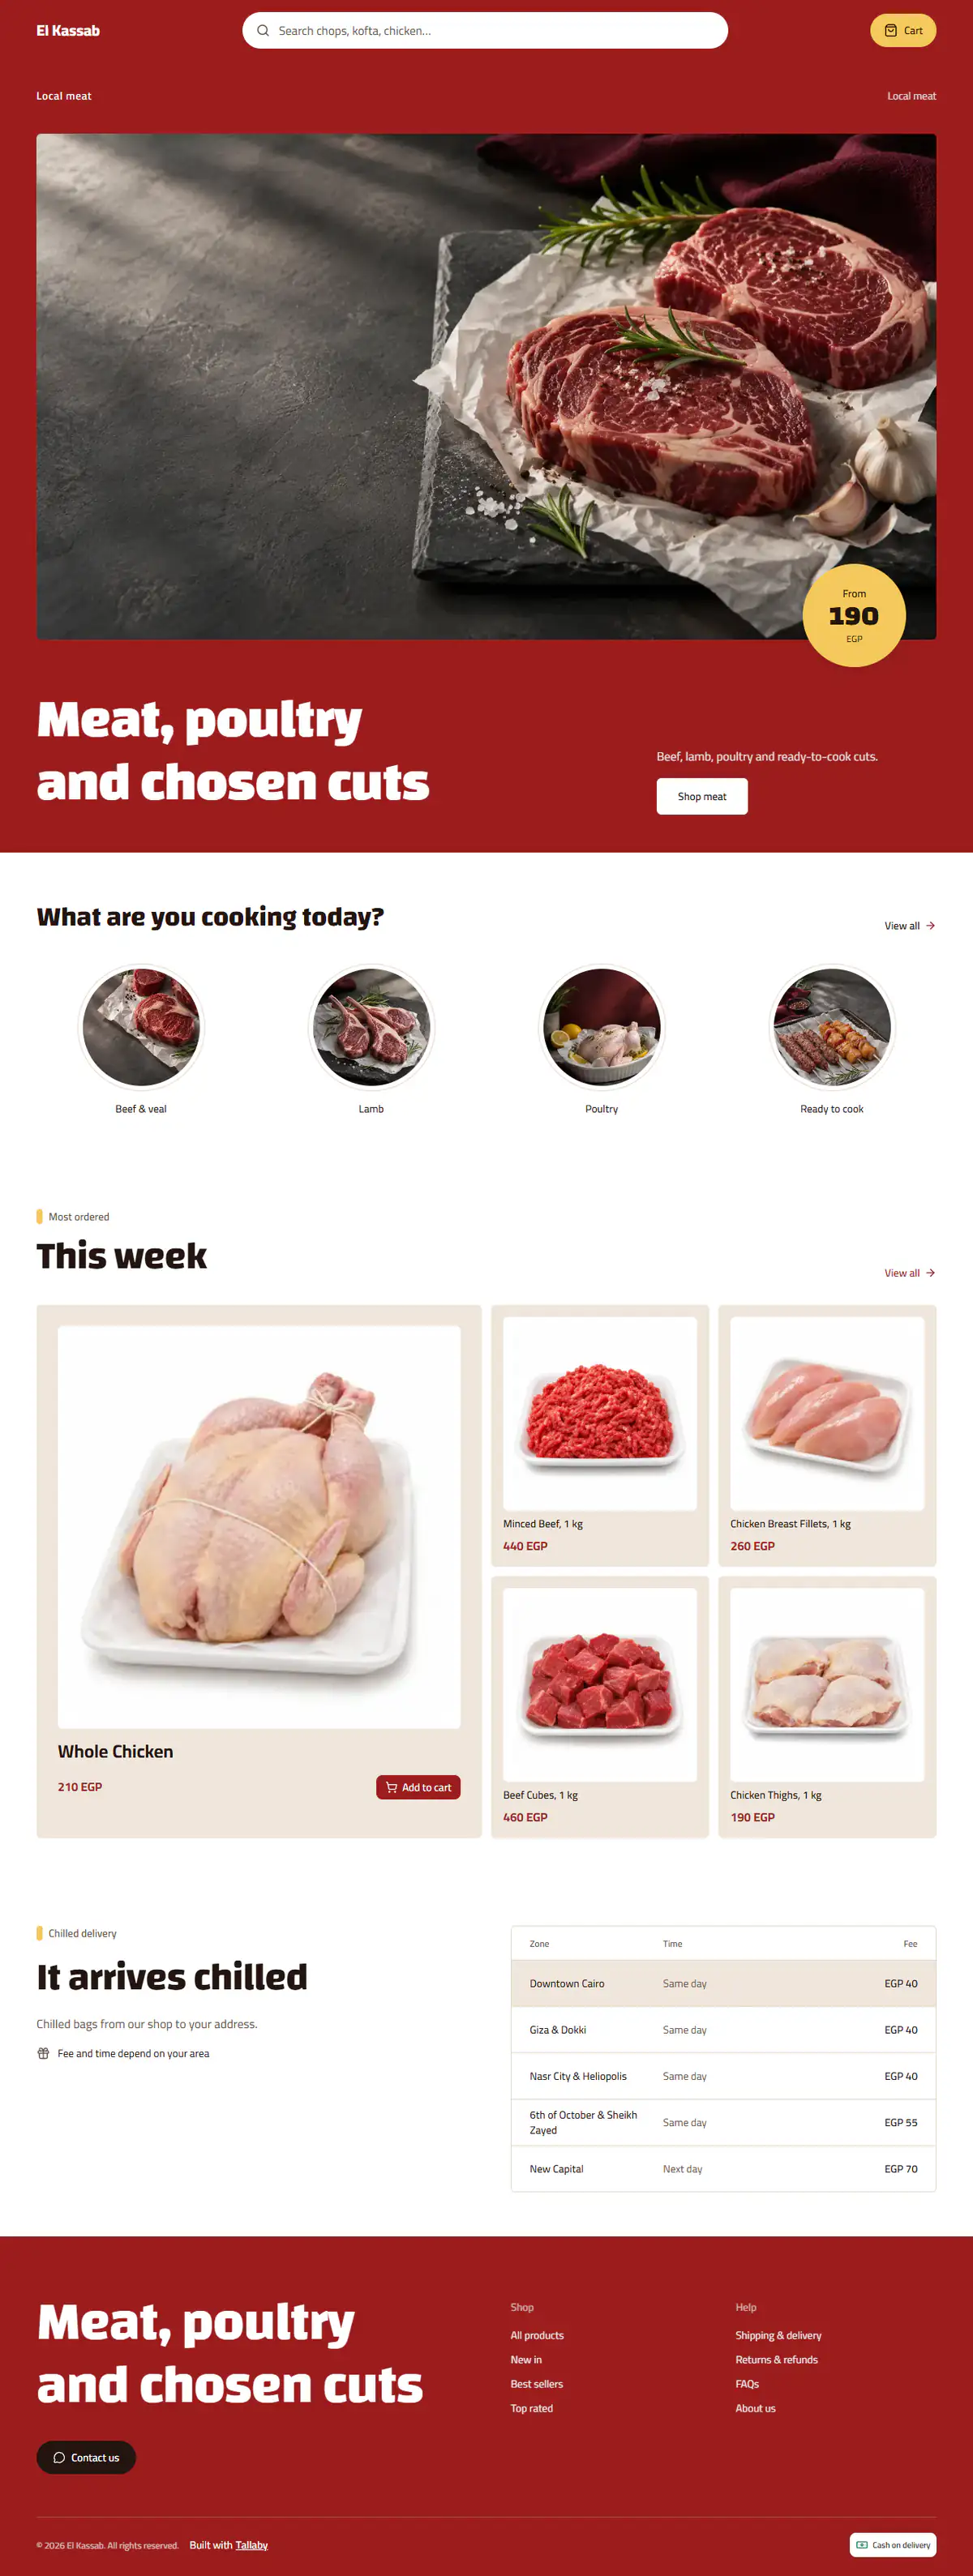 El Kassab
Search chops, kofta, chicken...
Cart
Local meat
Local meat
From
190
EGP
Meat, poultry
and chosen cuts
Beef, lamb, poultry and ready-to-cook cuts.
Shop meat
What are you cooking today?
View all
Beef & veal
Lamb
Poultry
Ready to cook
Most ordered
This week
View all
Whole Chicken
210 EGP
Add to cart
Minced Beef, 1 kg
440 EGP
Chicken Breast Fillets, 1 kg
260 EGP
Beef Cubes, 1 kg
460 EGP
Chicken Thighs, 1 kg
190 EGP
Chilled delivery
It arrives chilled
Chilled bags from our shop to your address.
Fee and time depend on your area
Zone Time Fee
Downtown Cairo Same day EGP 40
Giza & Dokki Same day EGP 40
Nasr City & Heliopolis Same day EGP 40
6th of October & Sheikh
Zayed Same day EGP 55
New Capital Next day EGP 70
Meat, poultry
and chosen cuts
Contact us
Shop
All products
New in
Best sellers
Top rated
Help
Shipping & delivery
Returns & refunds
FAQs
About us
© 2026 El Kassab. All rights reserved. Built with Tallaby
Cash on delivery